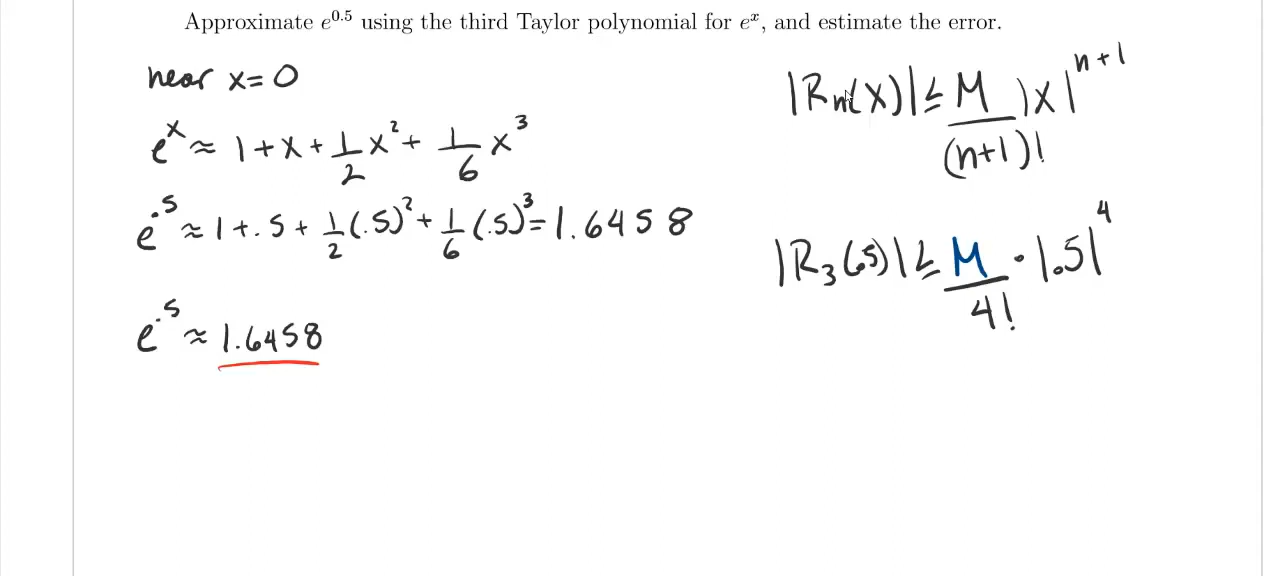 Approximate e^0.5 using the third Taylor polynomial for e^x, and estimate the error.
near x=0
e^x ≈ 1+x+1/2 x^2+ 1/6 x^3
e^.5 ≈ 1+.5+ 1/2(.5)^2+ 1/6(.5)^3=1.6458
e^.5 ≈ 1.6458
|Rn(x)| ≤ M/(n+1)! |x|^n+1
|R3(.5)| ≤ M/4! · |.5|^4